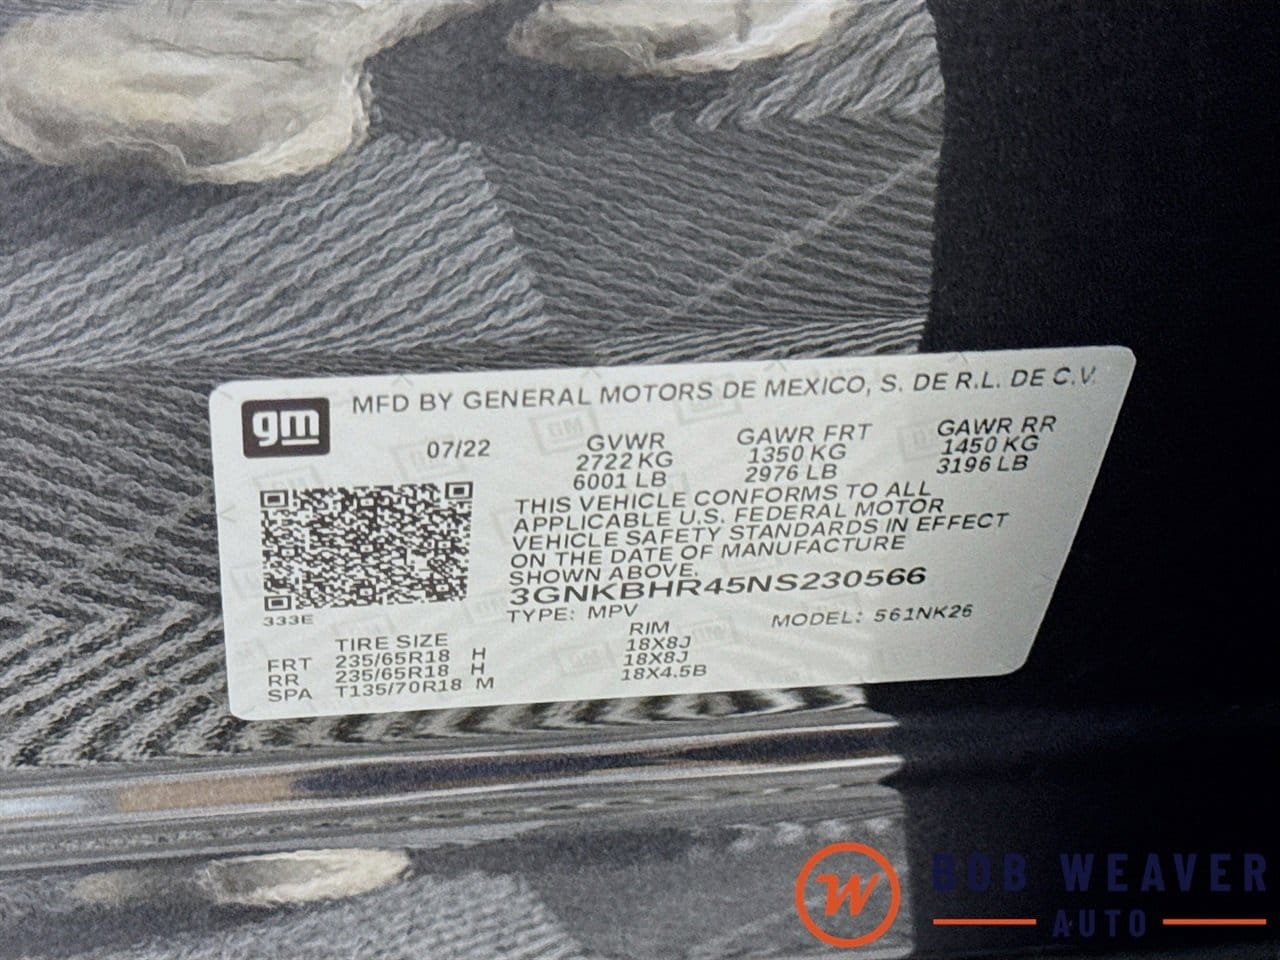 gm
MFD BY GENERAL MOTORS DE MEXICO, S. DE R.L. DE C.V.
07/22
GVWR
2722 KG
6001 LB
GAWR FRT
1350 KG
2976 LB
GAWR RR
1450 KG
3196 LB
THIS VEHICLE CONFORMS TO ALL
APPLICABLE U.S. FEDERAL MOTOR
VEHICLE SAFETY STANDARDS IN EFFECT
ON THE DATE OF MANUFACTURE
SHOWN ABOVE.
3GNKBHR45NS230566
TYPE: MPV
MODEL: 561NK26
333E
TIRE SIZE RIM
FRT 235/65R18 H 18X8J
RR 235/65R18 H 18X8J
SPA T135/70R18 M 18X4.5B
W
BOB WEAVER
AUTO